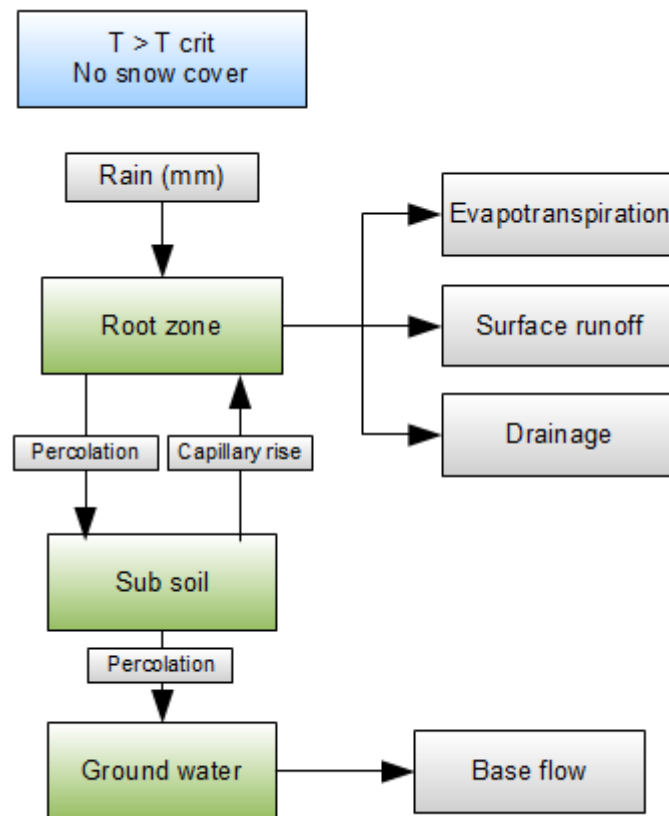 T > T crit
No snow cover
Rain (mm)
Evapotranspiration
Root zone
Surface runoff
Drainage
Percolation
Capillary rise
Sub soil
Percolation
Ground water
Base flow